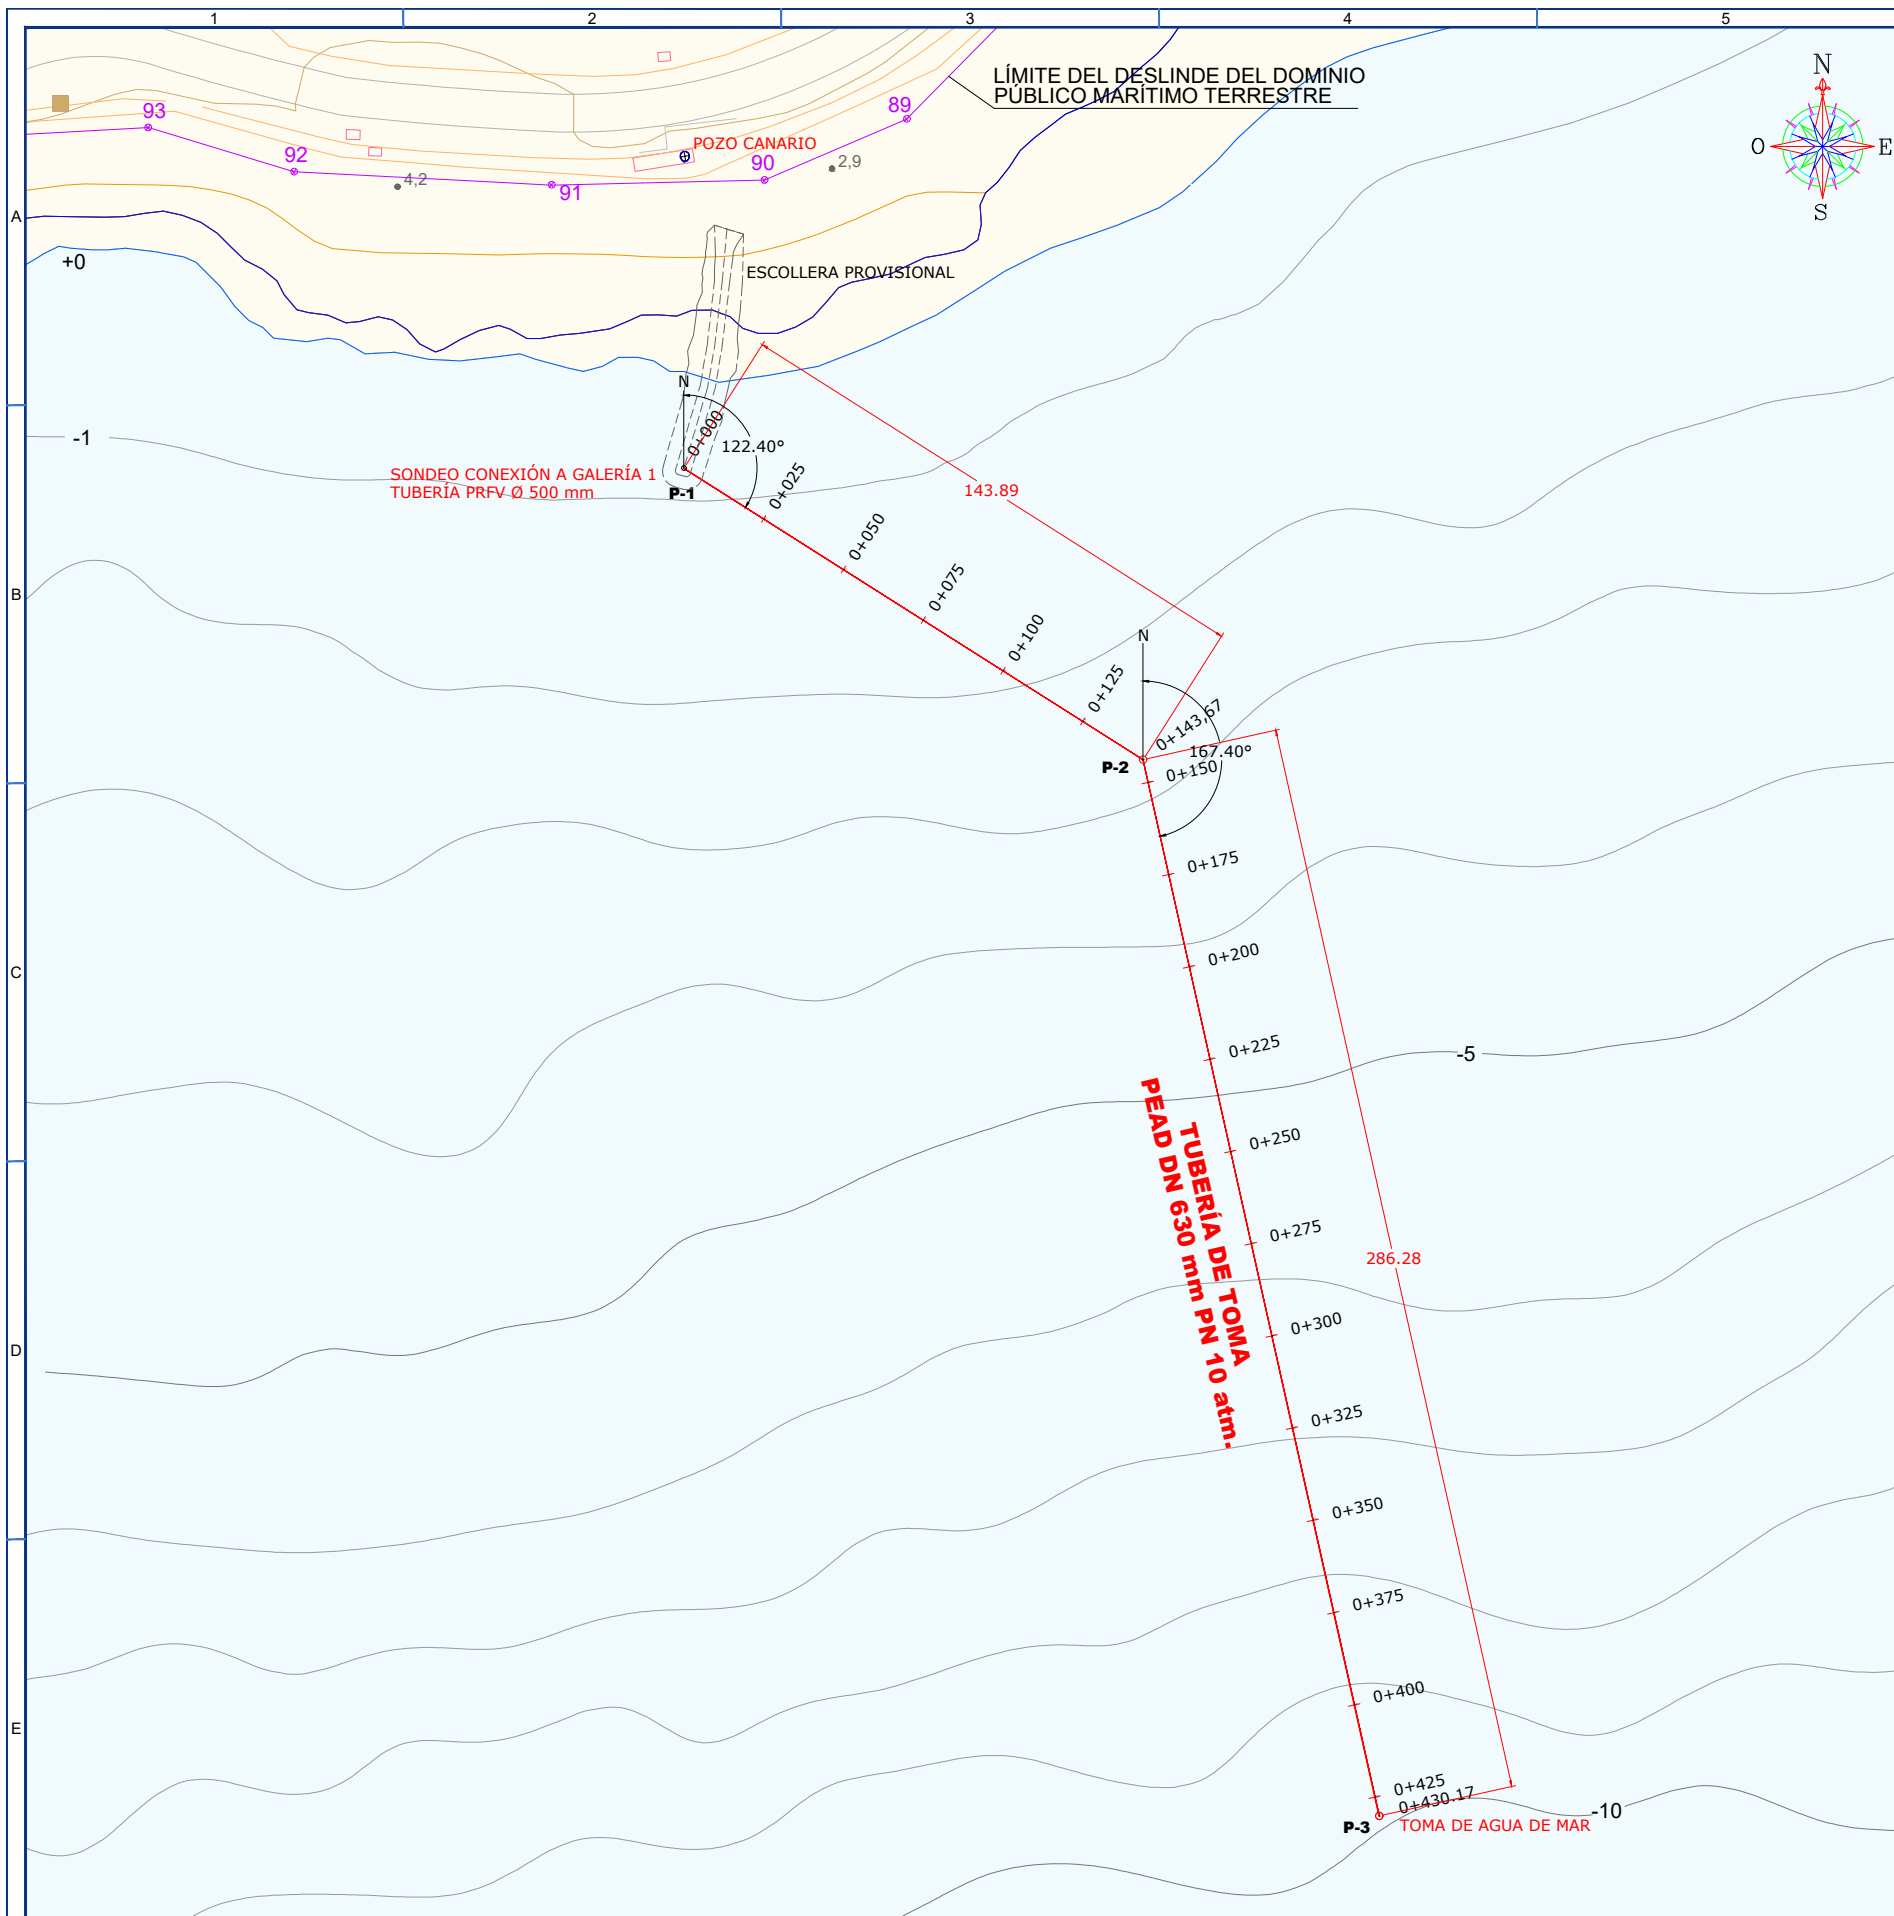 1
2
3
4
5
LÍMITE DEL DESLINDE DEL DOMINIO
PÚBLICO MARÍTIMO TERRESTRE
N
O
E
S
93
92
91
90
89
POZO CANARIO
4,2
2,9
A
+0
ESCOLLERA PROVISIONAL
N
0+000
122.40°
-1
SONDEO CONEXIÓN A GALERÍA 1
TUBERÍA PRFV Ø 500 mm
P-1
0+025
143.89
0+050
0+075
B
0+100
N
0+125
0+143,67
167.40°
P-2
0+150
0+175
C
0+200
0+225
-5
TUBERÍA DE TOMA
PEAD DN 630 mm PN 10 atm.
0+250
0+275
286.28
0+300
D
0+325
0+350
0+375
0+400
E
0+425
0+430.17
-10
P-3
TOMA DE AGUA DE MAR